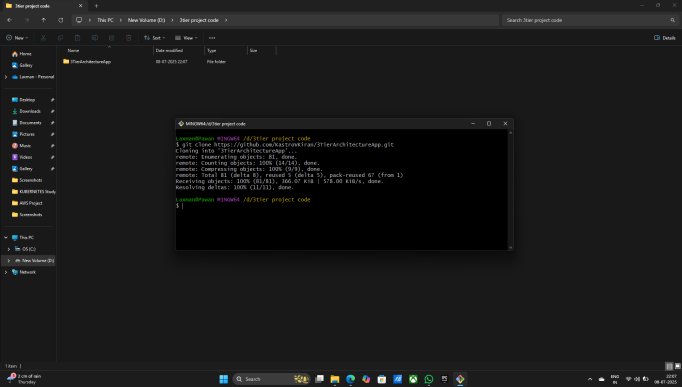 3tier project code
This PC
New Volume (D:)
3tier project code
Search 3tier project code
New
Sort
View
Details
Name
Date modified
Type
Size
3TierArchitectureApp
08-07-2025 22:07
File folder
Home
Gallery
Laxman - Personal
Desktop
Downloads
Documents
Pictures
Music
Videos
Gallery
Screenshots
KUBERNETES Study
AWS Project
Screenshots
This PC
OS (C:)
New Volume (D:)
Network
MINGW64:/d/3tier project code
Laxman@Pawan MINGW64 /d/3tier project code
$ git clone https://github.com/KastroVKiran/3TierArchitectureApp.git
Cloning into '3TierArchitectureApp'...
remote: Enumerating objects: 81, done.
remote: Counting objects: 100% (14/14), done.
remote: Compressing objects: 100% (9/9), done.
remote: Total 81 (delta 8), reused 5 (delta 5), pack-reused 67 (from 1)
Receiving objects: 100% (81/81), 366.07 KiB | 578.00 KiB/s, done.
Resolving deltas: 100% (11/11), done.
Laxman@Pawan MINGW64 /d/3tier project code
$
1 item
2 cm of rain
Thursday
Search
ENG
IN
22:07
08-07-2025